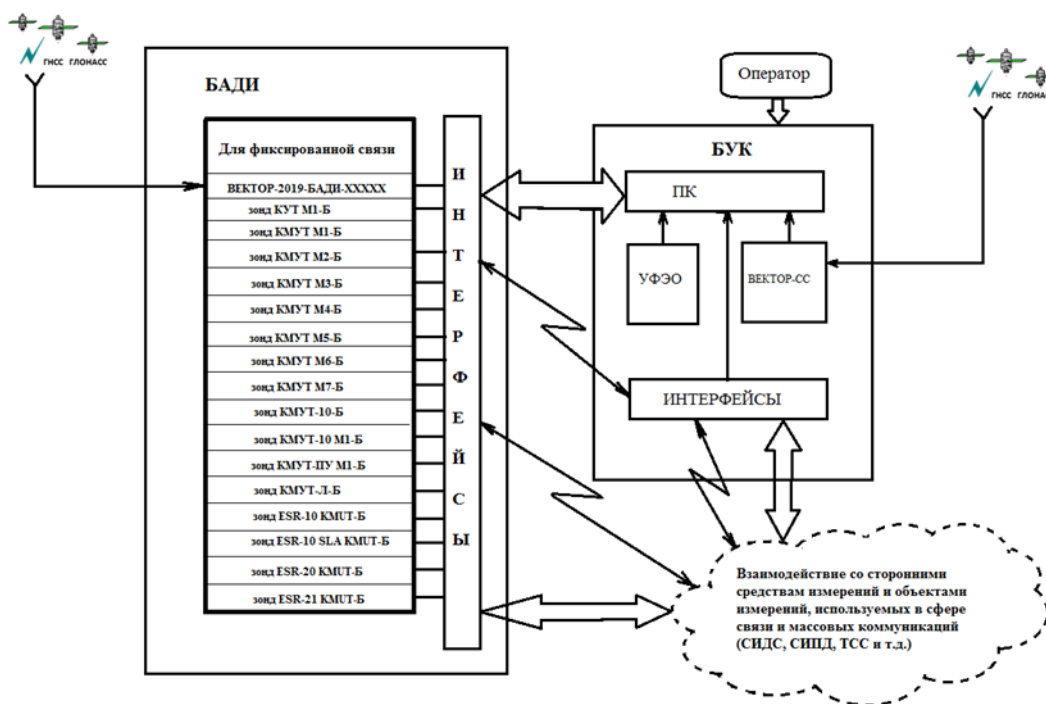 ГНСС ГЛОНАСС
БАДИ
Для фиксированной связи
ВЕКТОР-2019-БАДИ-ХХХХХ
зонд КУТ М1-Б
зонд КМУТ М1-Б
зонд КМУТ М2-Б
зонд КМУТ М3-Б
зонд КМУТ М4-Б
зонд КМУТ М5-Б
зонд КМУТ М6-Б
зонд КМУТ М7-Б
зонд КМУТ-10-Б
зонд КМУТ-10 М1-Б
зонд КМУТ-ПУ М1-Б
зонд КМУТ-Л-Б
зонд ESR-10 KMUT-Б
зонд ESR-10 SLA KMUT-Б
зонд ESR-20 KMUT-Б
зонд ESR-21 KMUT-Б
И
Н
Т
Е
Р
Ф
Е
Й
С
Ы
Оператор
БУК
ПК
УФЭО
ВЕКТОР-СС
ИНТЕРФЕЙСЫ
ГНСС ГЛОНАСС
Взаимодействие со сторонними
средствам измерений и объектами
измерений, используемых в сфере
связи и массовых коммуникаций
(СИДС, СИПД, ТСС и т.д.)